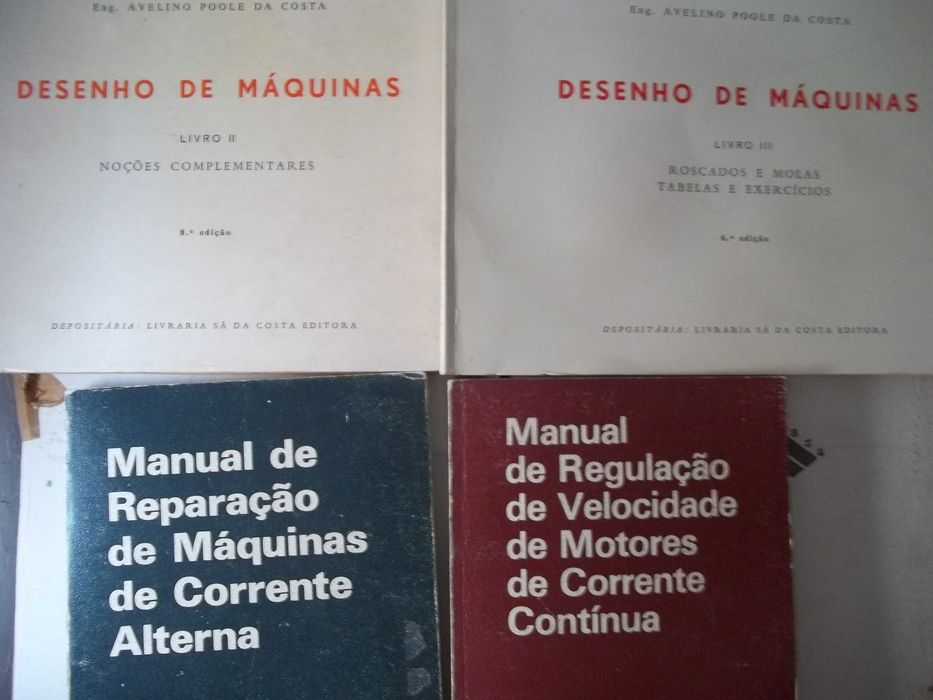 Eng. AVELINO POOLE DA COSTA
DESENHO DE MÁQUINAS
LIVRO II
NOÇÕES COMPLEMENTARES
8.ª edição
DEPOSITÁRIA: LIVRARIA SÁ DA COSTA EDITORA
Eng. AVELINO POOLE DA COSTA
DESENHO DE MÁQUINAS
LIVRO III
ROSCADOS E MOLAS
TABELAS E EXERCÍCIOS
6.ª edição
DEPOSITÁRIA: LIVRARIA SÁ DA COSTA EDITORA
Manual de
Reparação
de Máquinas
de Corrente
Alterna
Manual
de Regulação
de Velocidade
de Motores
de Corrente
Contínua